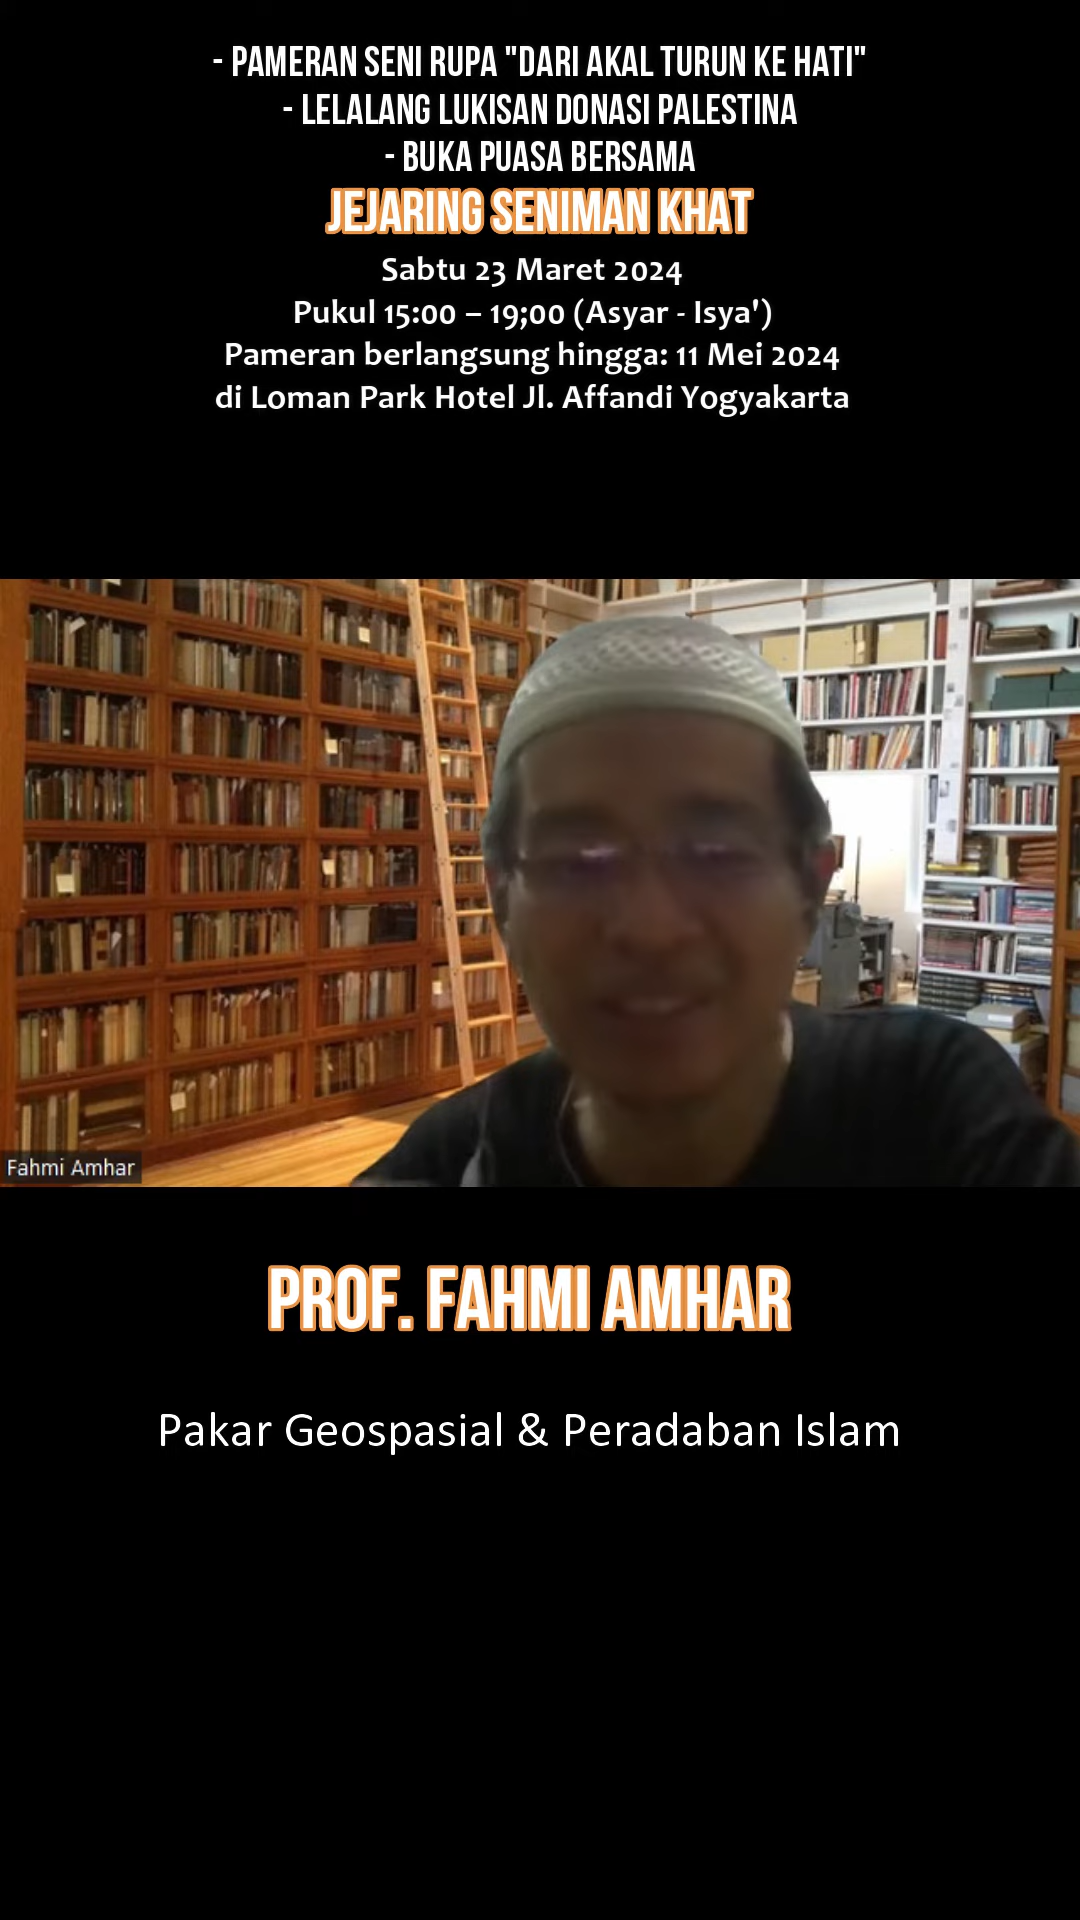 - PAMERAN SENI RUPA "DARI AKAL TURUN KE HATI"
- LELALANG LUKISAN DONASI PALESTINA
- BUKA PUASA BERSAMA
JEJARING SENIMAN KHAT
Sabtu 23 Maret 2024
Pukul 15:00 – 19;00 (Asyar - Isya')
Pameran berlangsung hingga: 11 Mei 2024
di Loman Park Hotel Jl. Affandi Yogyakarta
Fahmi Amhar
PROF. FAHMI AMHAR
Pakar Geospasial & Peradaban Islam